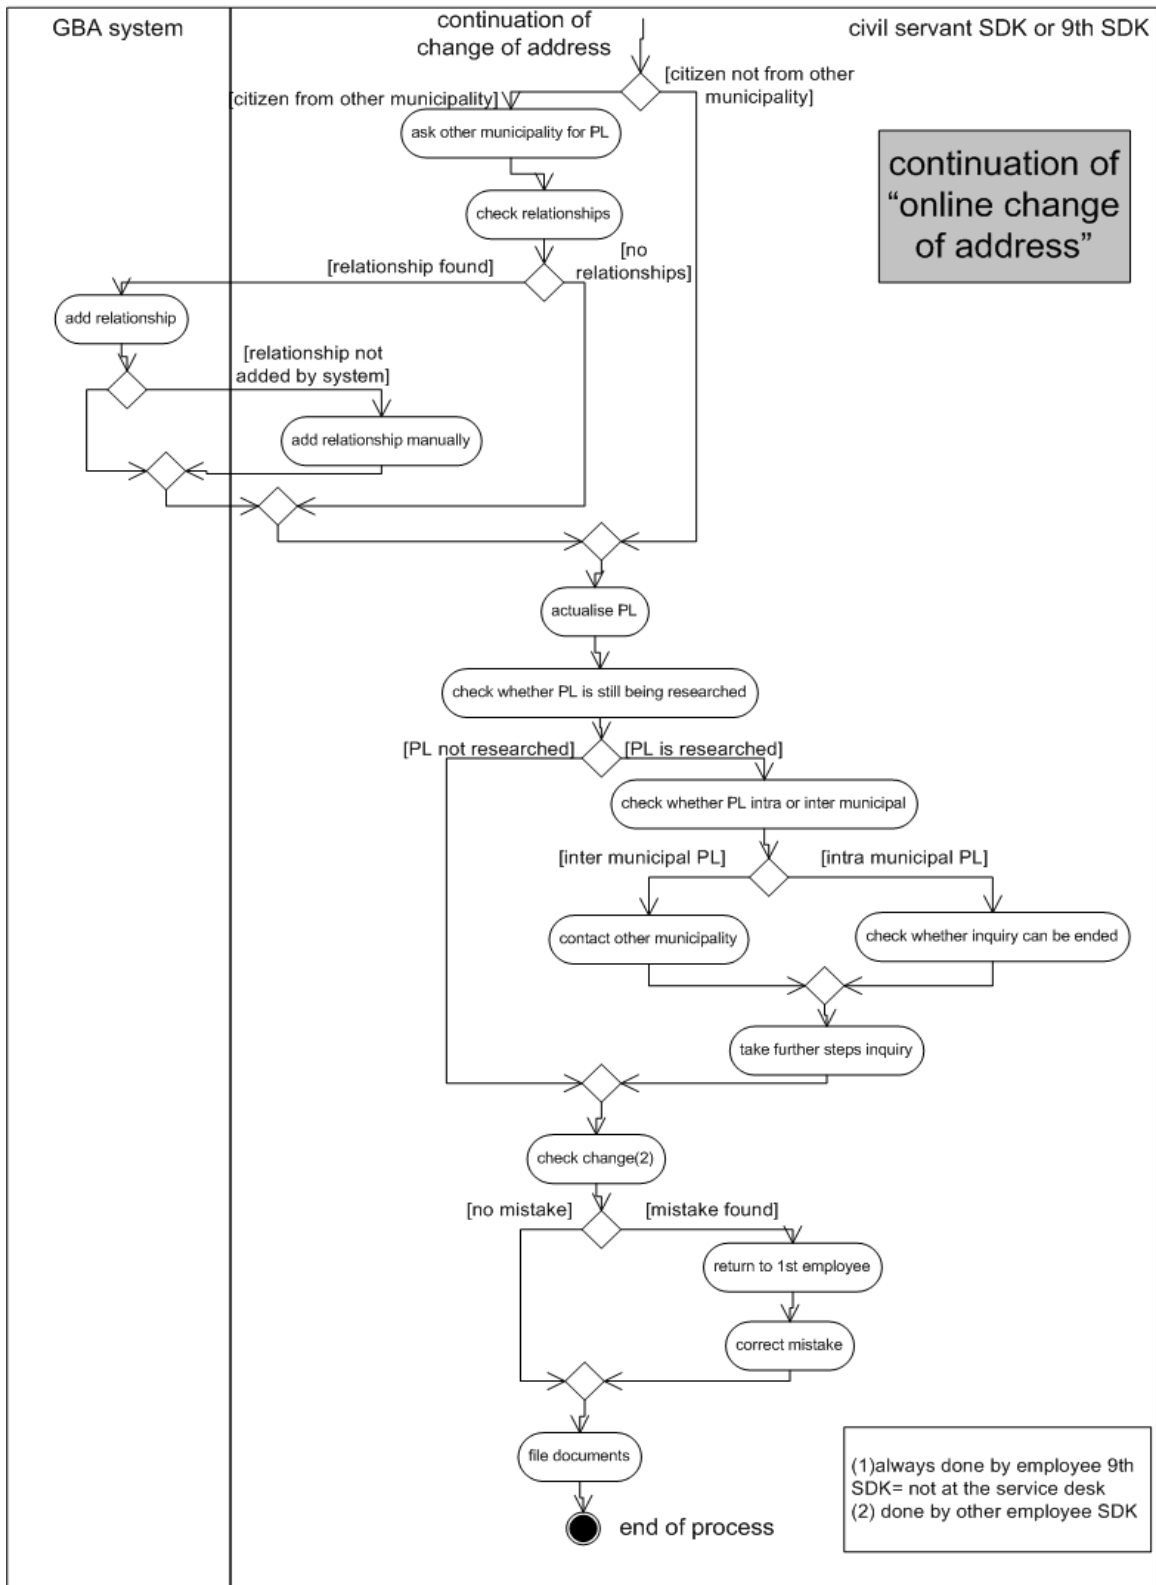 GBA system
continuation of
change of address
civil servant SDK or 9th SDK
[citizen not from other
municipality]
[citizen from other municipality]
ask other municipality for PL
continuation of
“online change
of address”
check relationships
[no
relationships]
[relationship found]
add relationship
[relationship not
added by system]
add relationship manually
actualise PL
check whether PL is still being researched
[PL not researched]
[PL is researched]
check whether PL intra or inter municipal
[inter municipal PL]
[intra municipal PL]
contact other municipality
check whether inquiry can be ended
take further steps inquiry
check change(2)
[no mistake]
[mistake found]
return to 1st employee
correct mistake
file documents
(1)always done by employee 9th
SDK= not at the service desk
(2) done by other employee SDK
end of process